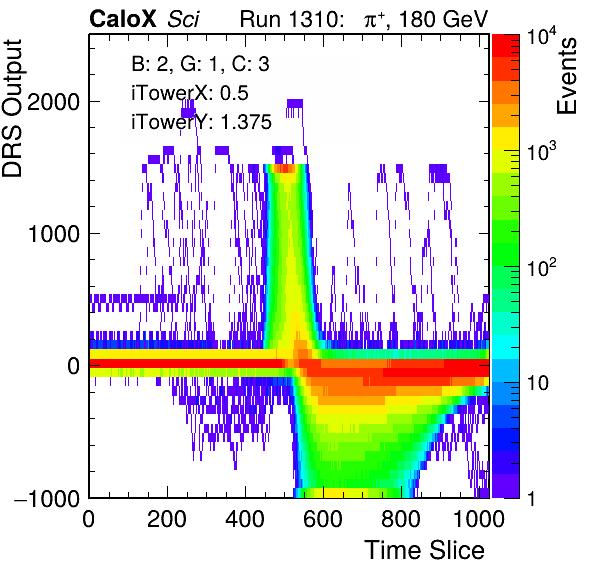 CaloX Sci Run 1310: π⁺, 180 GeV
B: 2, G: 1, C: 3
iTowerX: 0.5
iTowerY: 1.375
DRS Output
2000
1000
0
−1000
0 200 400 600 800 1000
Time Slice
10⁴
10³
10²
10
1
Events